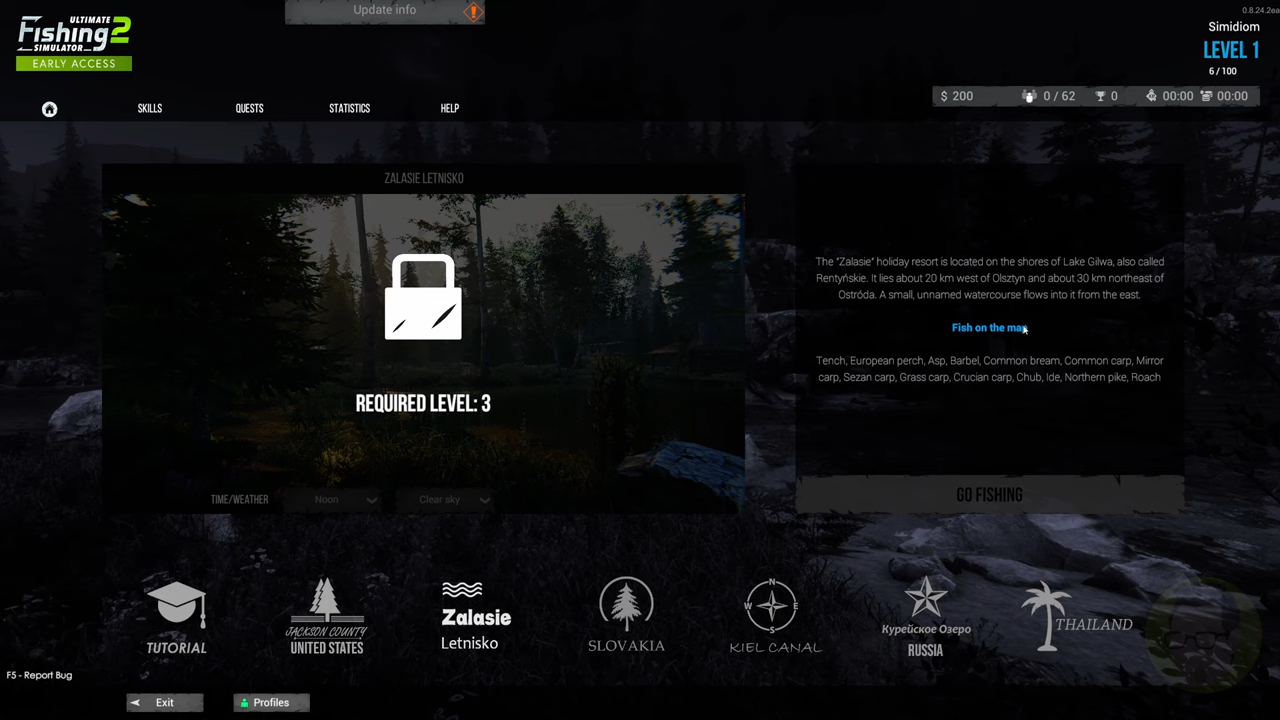 Update info
0.8.24.2ea
ULTIMATE
Fishing 2
SIMULATOR
EARLY ACCESS
Simidiom
LEVEL 1
6 / 100
SKILLS
QUESTS
STATISTICS
HELP
$ 200
0 / 62
0
00:00
00:00
ZALASIE LETNISKO
REQUIRED LEVEL: 3
TIME/WEATHER
Noon
Clear sky
The "Zalasie" holiday resort is located on the shores of Lake Gilwa, also called
Rentyńskie. It lies about 20 km west of Olsztyn and about 30 km northeast of
Ostróda. A small, unnamed watercourse flows into it from the east.
Fish on the map
Tench, European perch, Asp, Barbel, Common bream, Common carp, Mirror
carp, Sezan carp, Grass carp, Crucian carp, Chub, Ide, Northern pike, Roach
GO FISHING
TUTORIAL
JACKSON COUNTY
UNITED STATES
Zalasie
Letnisko
SLOVAKIA
N
W
E
S
KIEL CANAL
Курейское Озеро
RUSSIA
THAILAND
F5 - Report Bug
Exit
Profiles